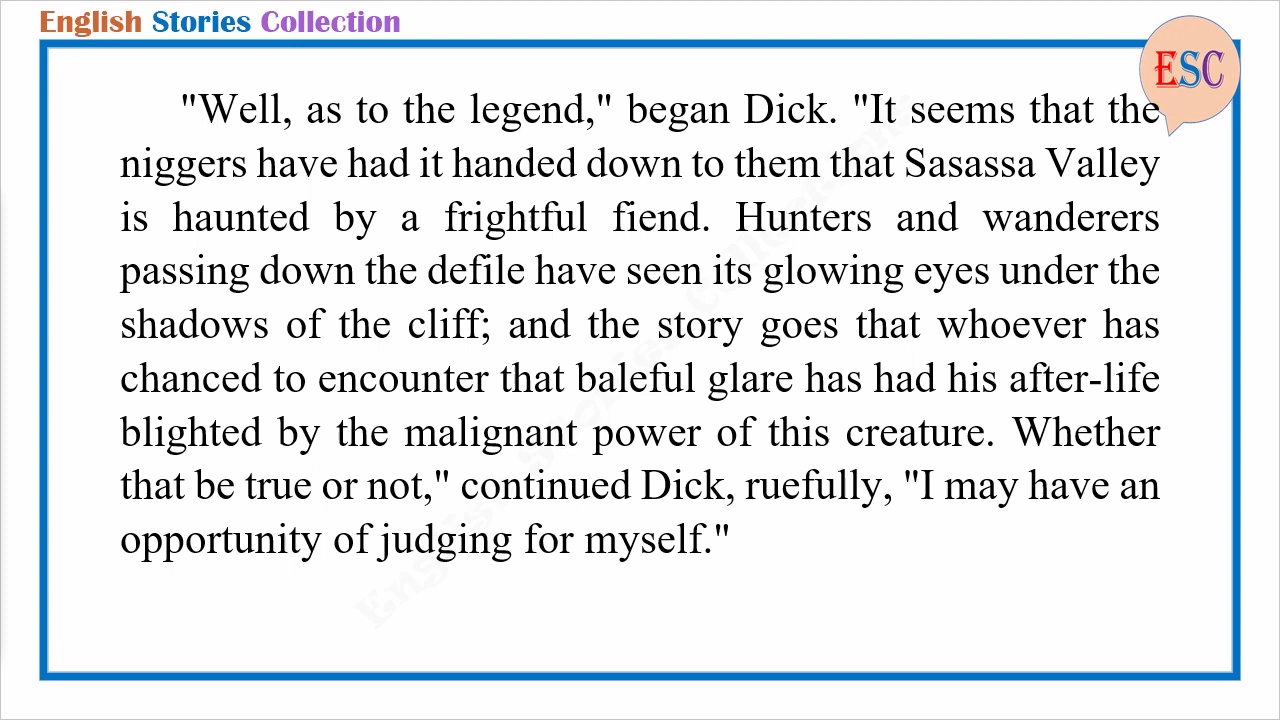 English Stories Collection
ESC
"Well, as to the legend," began Dick. "It seems that the
niggers have had it handed down to them that Sasassa Valley
is haunted by a frightful fiend. Hunters and wanderers
passing down the defile have seen its glowing eyes under the
shadows of the cliff; and the story goes that whoever has
chanced to encounter that baleful glare has had his after-life
blighted by the malignant power of this creature. Whether
that be true or not," continued Dick, ruefully, "I may have an
opportunity of judging for myself."
English Stories Collections